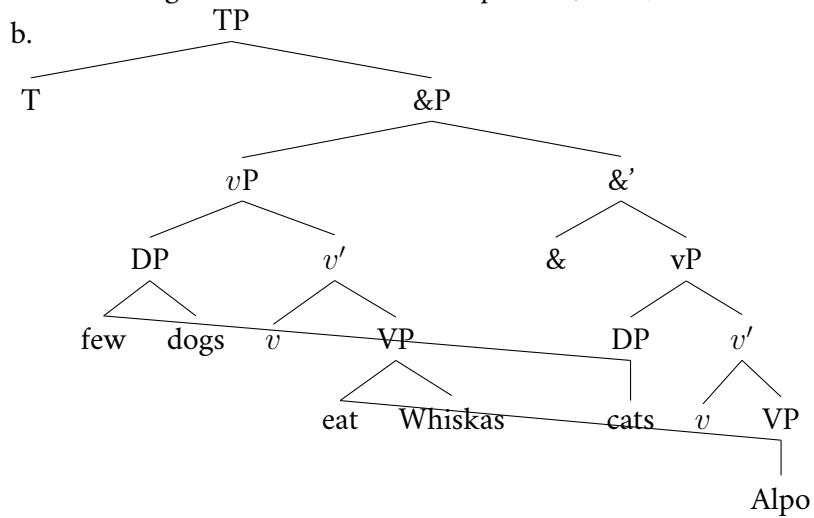 b.
TP
T &P
vP &’
DP v′ & vP
few dogs v VP DP v′
eat Whiskas cats v VP
Alpo